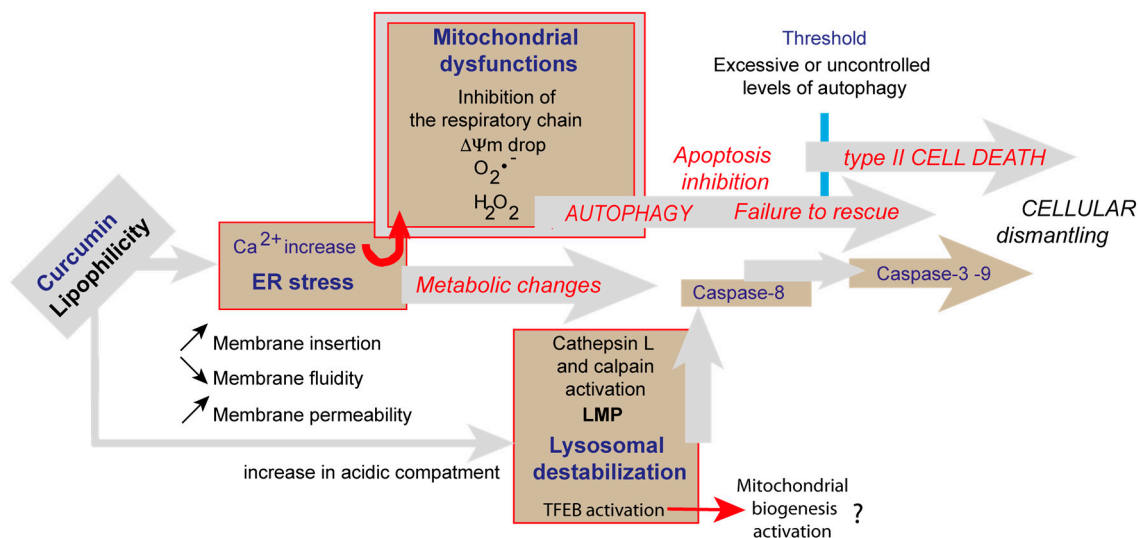 Mitochondrial
dysfunctions
Inhibition of
the respiratory chain
ΔΨm drop
O2•-
H2O2
Threshold
Excessive or uncontrolled
levels of autophagy
Apoptosis
inhibition
type II CELL DEATH
AUTOPHAGY
Failure to rescue
CELLULAR
dismantling
Curcumin
Lipophilicity
Ca2+ increase
ER stress
Metabolic changes
Caspase-8
Caspase-3 -9
Membrane insertion
Membrane fluidity
Membrane permeability
increase in acidic compatment
Cathepsin L
and calpain
activation
LMP
Lysosomal
destabilization
TFEB activation
Mitochondrial
biogenesis
activation
?